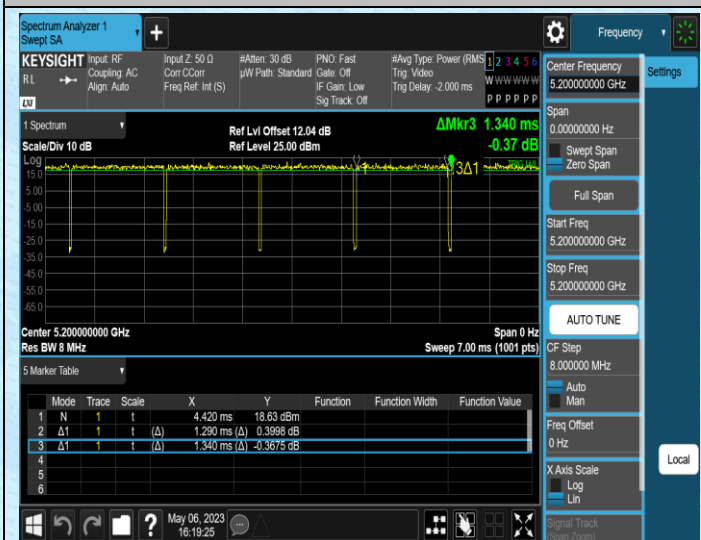 Spectrum Analyzer 1
Swept SA
Frequency
KEYSIGHT
RL
Input: RF
Coupling: AC
Align: Auto
Input Z: 50 Ω
Corr CCorr
Freq Ref: Int (S)
#Atten: 30 dB
µW Path: Standard
PNO: Fast
Gate: Off
IF Gain: Low
Sig Track: Off
#Avg Type: Power (RMS
Trig: Video
Trig Delay: -2.000 ms
1 2 3 4 5 6
W W W W W W
P P P P P P
LXI
1 Spectrum
Scale/Div 10 dB
Log
Ref Lvl Offset 12.04 dB
Ref Level 25.00 dBm
ΔMkr3 1.340 ms
-0.37 dB
15.0
5.00
-5.00
-15.0
-25.0
-35.0
-45.0
-55.0
-65.0
3Δ1
Center 5.200000000 GHz
Res BW 8 MHz
Span 0 Hz
Sweep 7.00 ms (1001 pts)
5 Marker Table
Mode Trace Scale X Y Function Function Width Function Value
1 N 1 t 4.420 ms 18.63 dBm
2 Δ1 1 t (Δ) 1.290 ms (Δ) 0.3998 dB
3 Δ1 1 t (Δ) 1.340 ms (Δ) -0.3675 dB
4
5
6
?
May 06, 2023
16:19:25
Center Frequency
5.200000000 GHz
Span
0.00000000 Hz
Swept Span
Zero Span
Full Span
Start Freq
5.200000000 GHz
Stop Freq
5.200000000 GHz
AUTO TUNE
CF Step
8.000000 MHz
Auto
Man
Freq Offset
0 Hz
X Axis Scale
Log
Lin
Signal Track
(Span Zoom)
Settings
Local